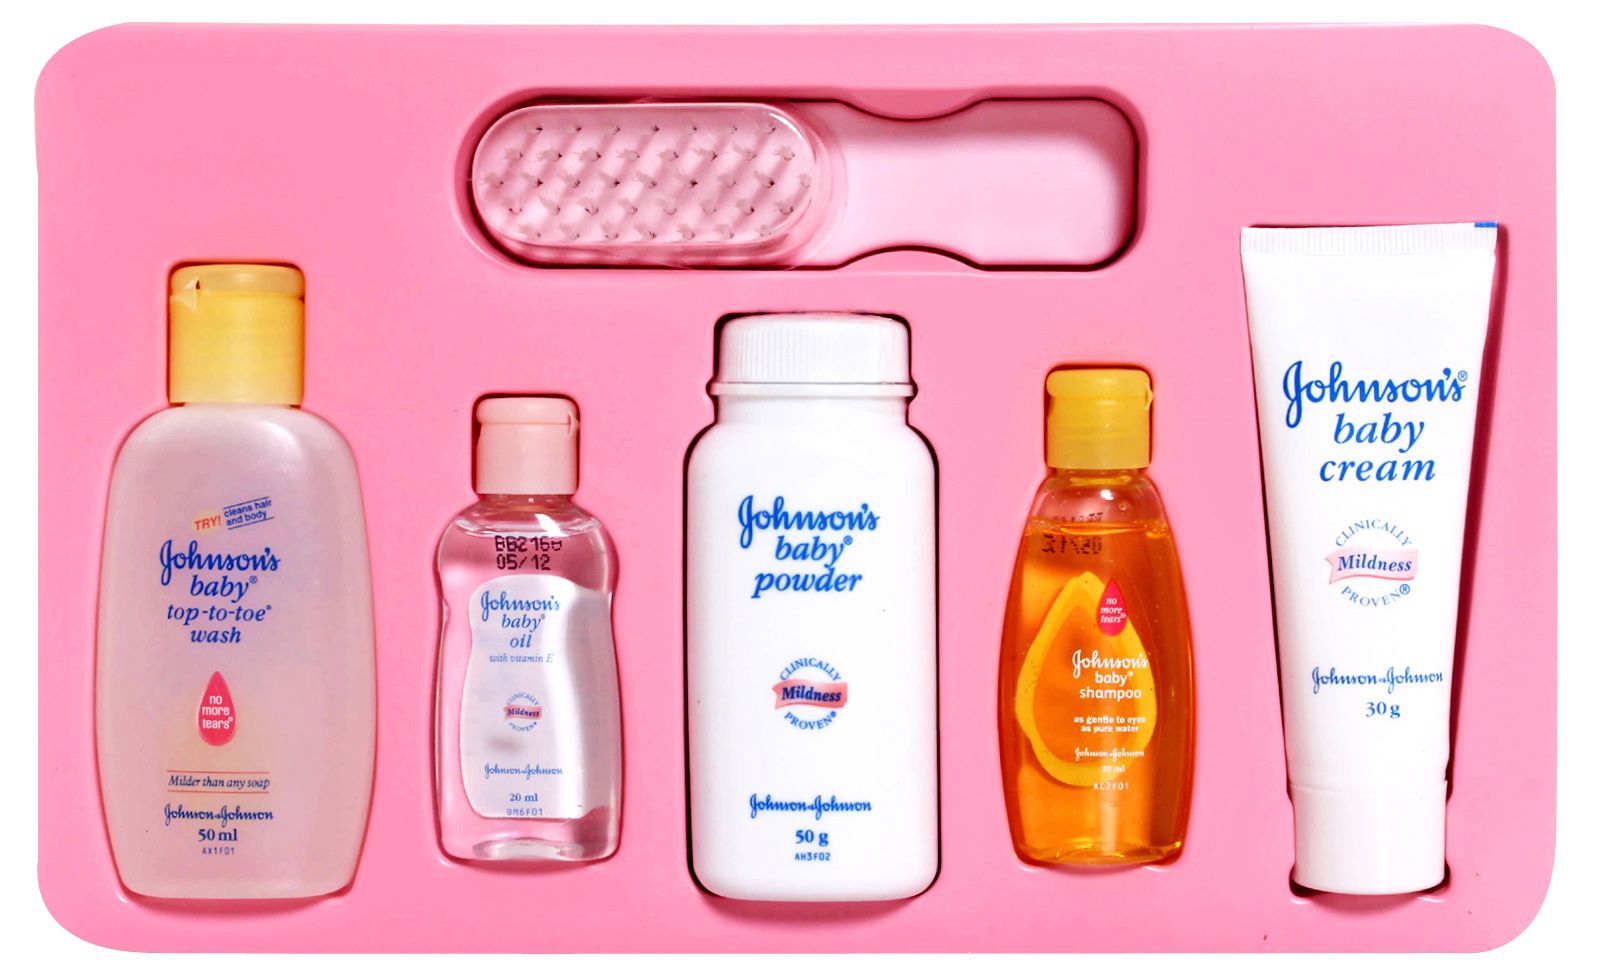 TRY! cleans hair
and body
Johnson's
baby®
top-to-toe®
wash
no
more
tears®
Milder than any soap
Johnson & Johnson
50 ml
AX1F01
05/12
Johnson's
baby®
oil
with vitamin E
CLINICALLY
Mildness
PROVEN®
Johnson & Johnson
20 ml
BM6F01
Johnson's
baby®
powder
CLINICALLY
Mildness
PROVEN®
Johnson & Johnson
50 g
AH3F02
no
more
tears®
Johnson's
baby®
shampoo
as gentle to eyes
as pure water
Johnson & Johnson
20 ml
AC2F01
Johnson's®
baby
cream
CLINICALLY
Mildness
PROVEN®
Johnson & Johnson
30 g